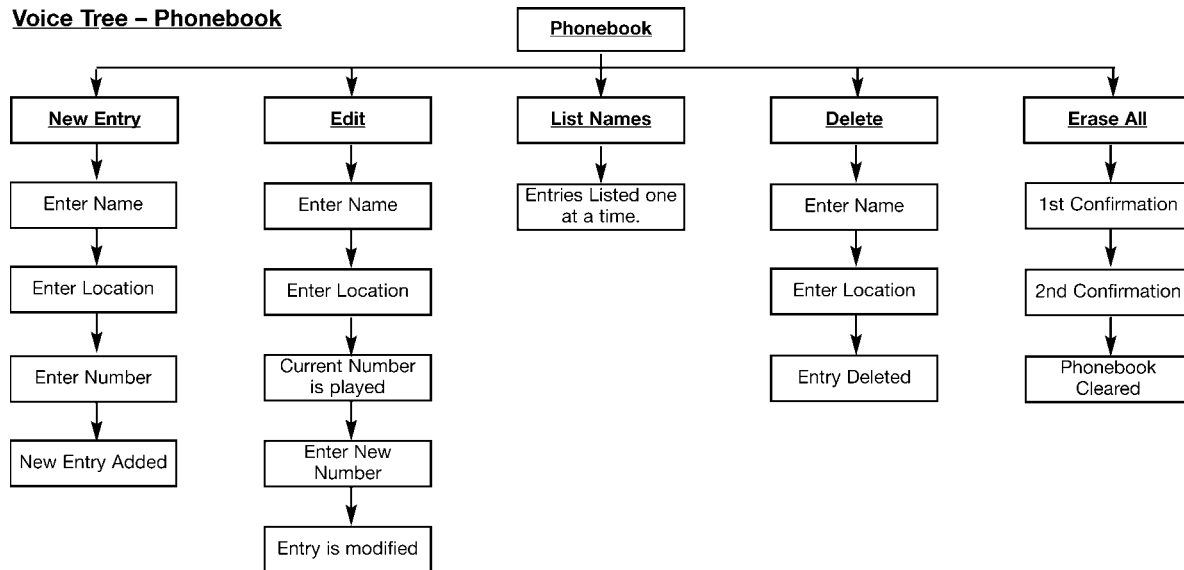 Voice Tree – Phonebook
Phonebook
New Entry
Edit
List Names
Delete
Erase All
Enter Name
Enter Name
Entries Listed one
at a time.
Enter Name
1st Confirmation
Enter Location
Enter Location
Enter Location
2nd Confirmation
Enter Number
Current Number
is played
Entry Deleted
Phonebook
Cleared
New Entry Added
Enter New
Number
Entry is modified